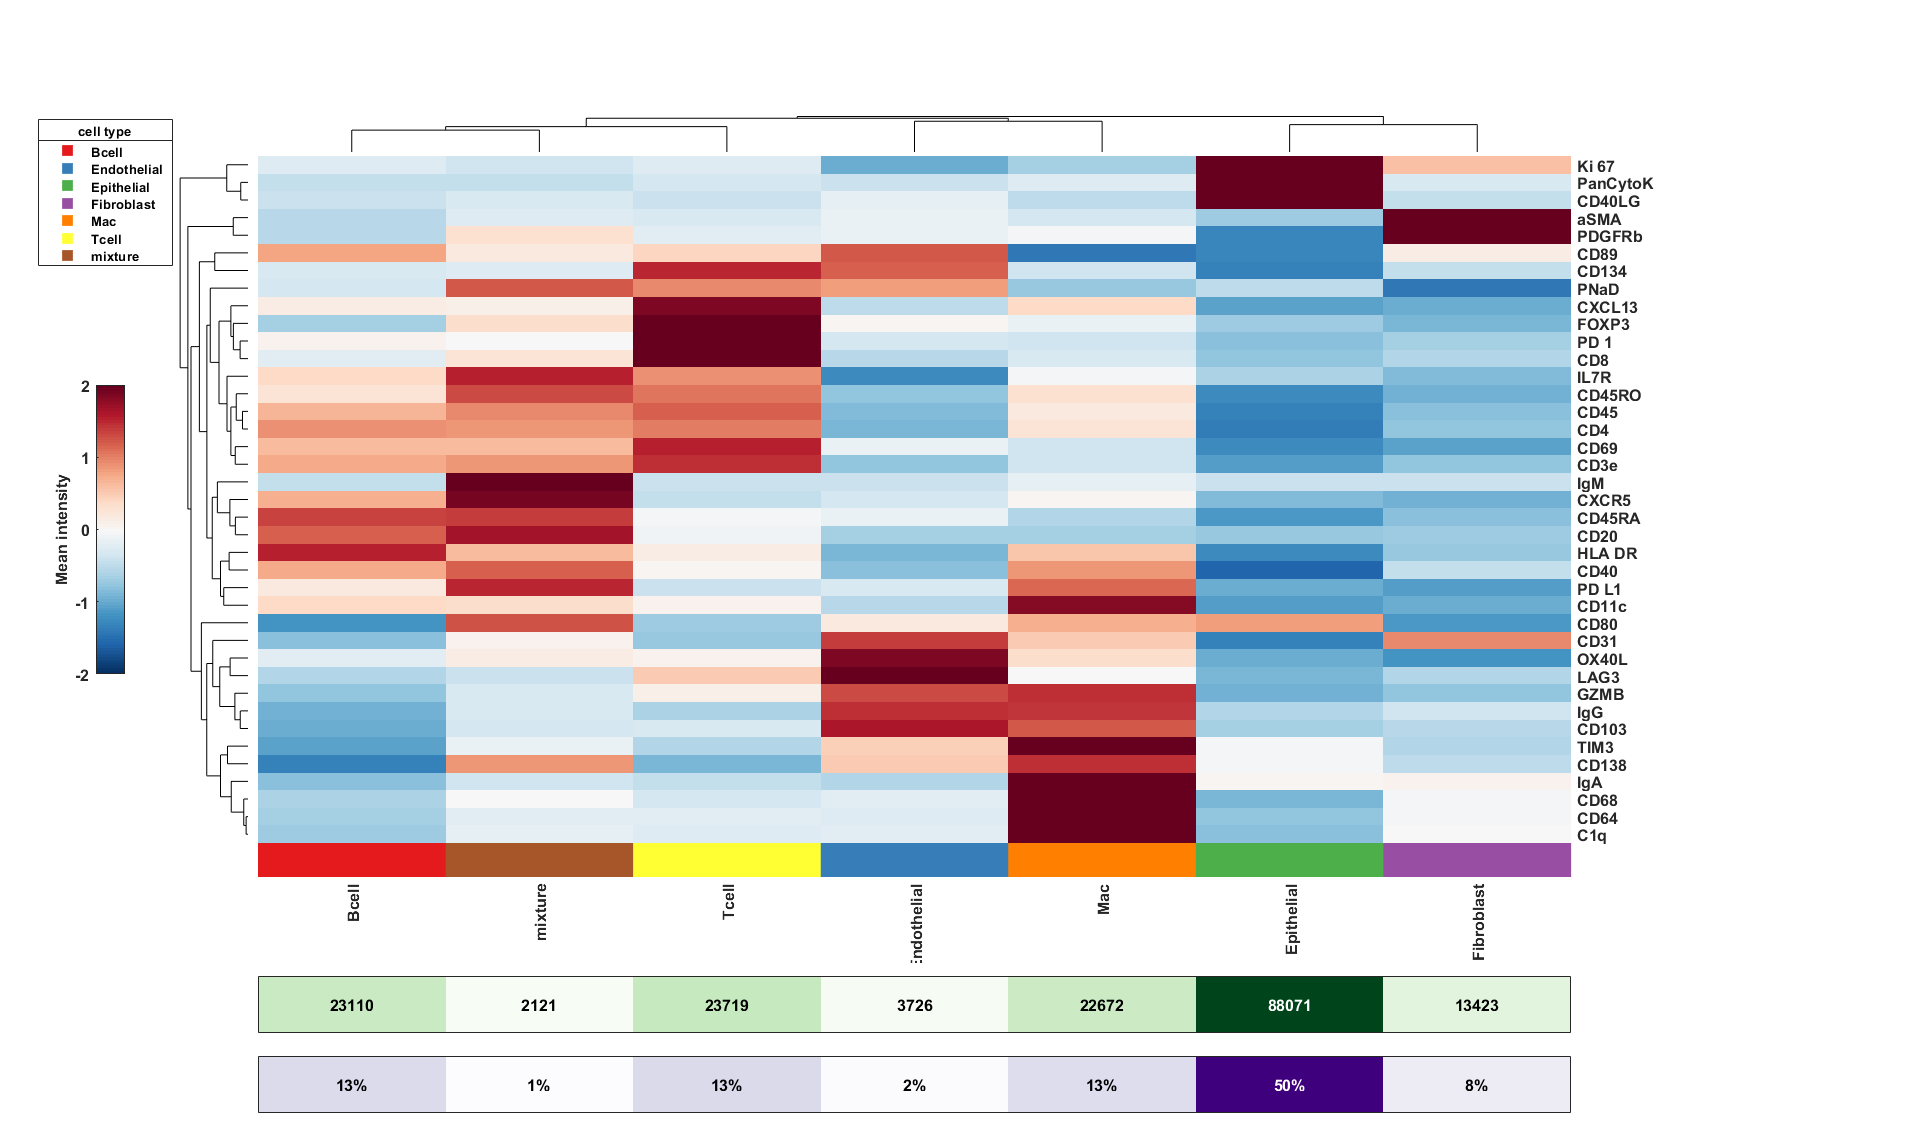 cell type
Bcell
Endothelial
Epithelial
Fibroblast
Mac
Tcell
mixture
2
1
0
-1
-2
Mean intensity
Ki 67
PanCytoK
CD40LG
aSMA
PDGFRb
CD89
CD134
PNaD
CXCL13
FOXP3
PD 1
CD8
IL7R
CD45RO
CD45
CD4
CD69
CD3e
IgM
CXCR5
CD45RA
CD20
HLA DR
CD40
PD L1
CD11c
CD80
CD31
OX40L
LAG3
GZMB
IgG
CD103
TIM3
CD138
IgA
CD68
CD64
C1q
Bcell
mixture
Tcell
Endothelial
Mac
Epithelial
Fibroblast
23110 2121 23719 3726 22672 88071 13423
13% 1% 13% 2% 13% 50% 8%